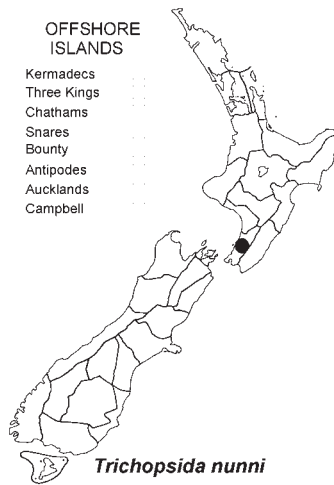 OFFSHORE
ISLANDS
Kermadecs
Three Kings
Chathams
Snares
Bounty
Antipodes
Aucklands
Campbell
Trichopsida nunni